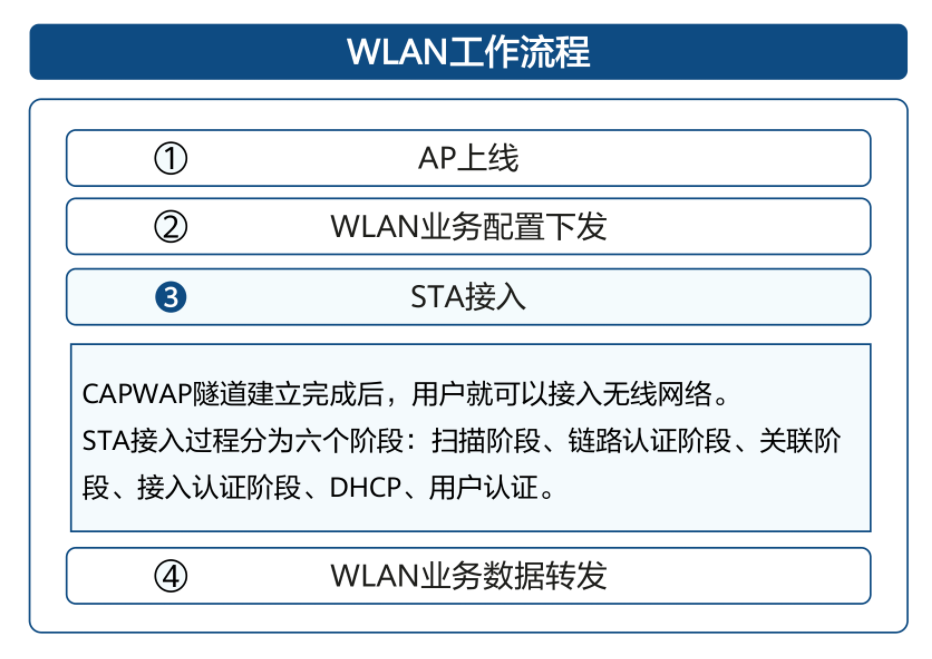 WLAN工作流程
① AP上线
② WLAN业务配置下发
❸ STA接入
CAPWAP隧道建立完成后，用户就可以接入无线网络。
STA接入过程分为六个阶段：扫描阶段、链路认证阶段、关联阶
段、接入认证阶段、DHCP、用户认证。
④ WLAN业务数据转发